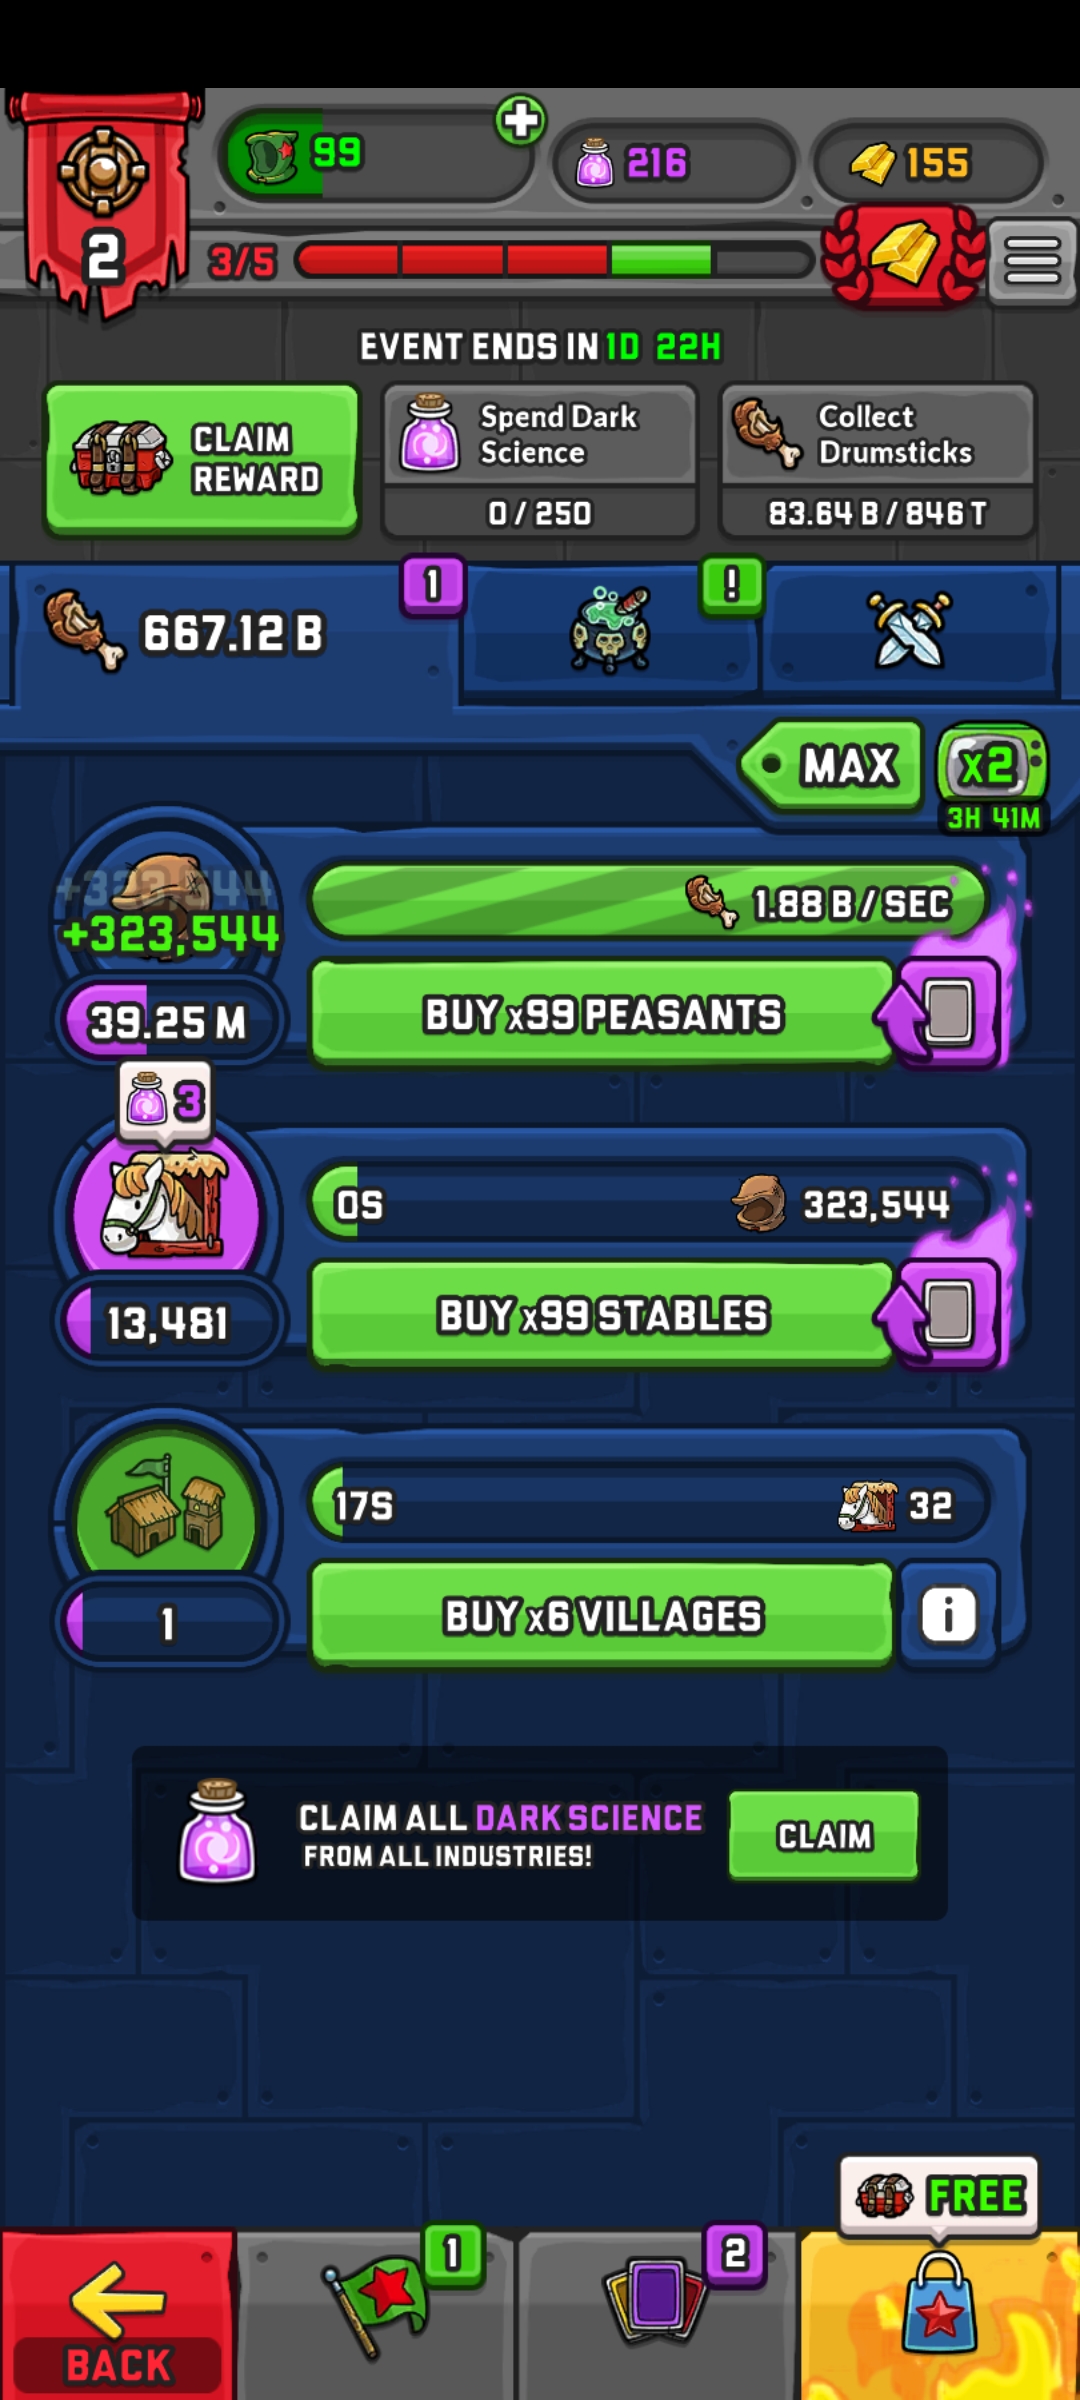 99
216
155
2
3/5
EVENT ENDS IN 1D 22H
CLAIM
REWARD
Spend Dark
Science
0 / 250
Collect
Drumsticks
83.64 B / 846 T
667.12 B
1
!
MAX
x2
3H 41M
+323,544
+323,544
1.88 B / SEC
39.25 M
BUY x99 PEASANTS
3
0S
323,544
13,481
BUY x99 STABLES
17S
32
1
BUY x6 VILLAGES
i
CLAIM ALL DARK SCIENCE
FROM ALL INDUSTRIES!
CLAIM
FREE
1
2
BACK